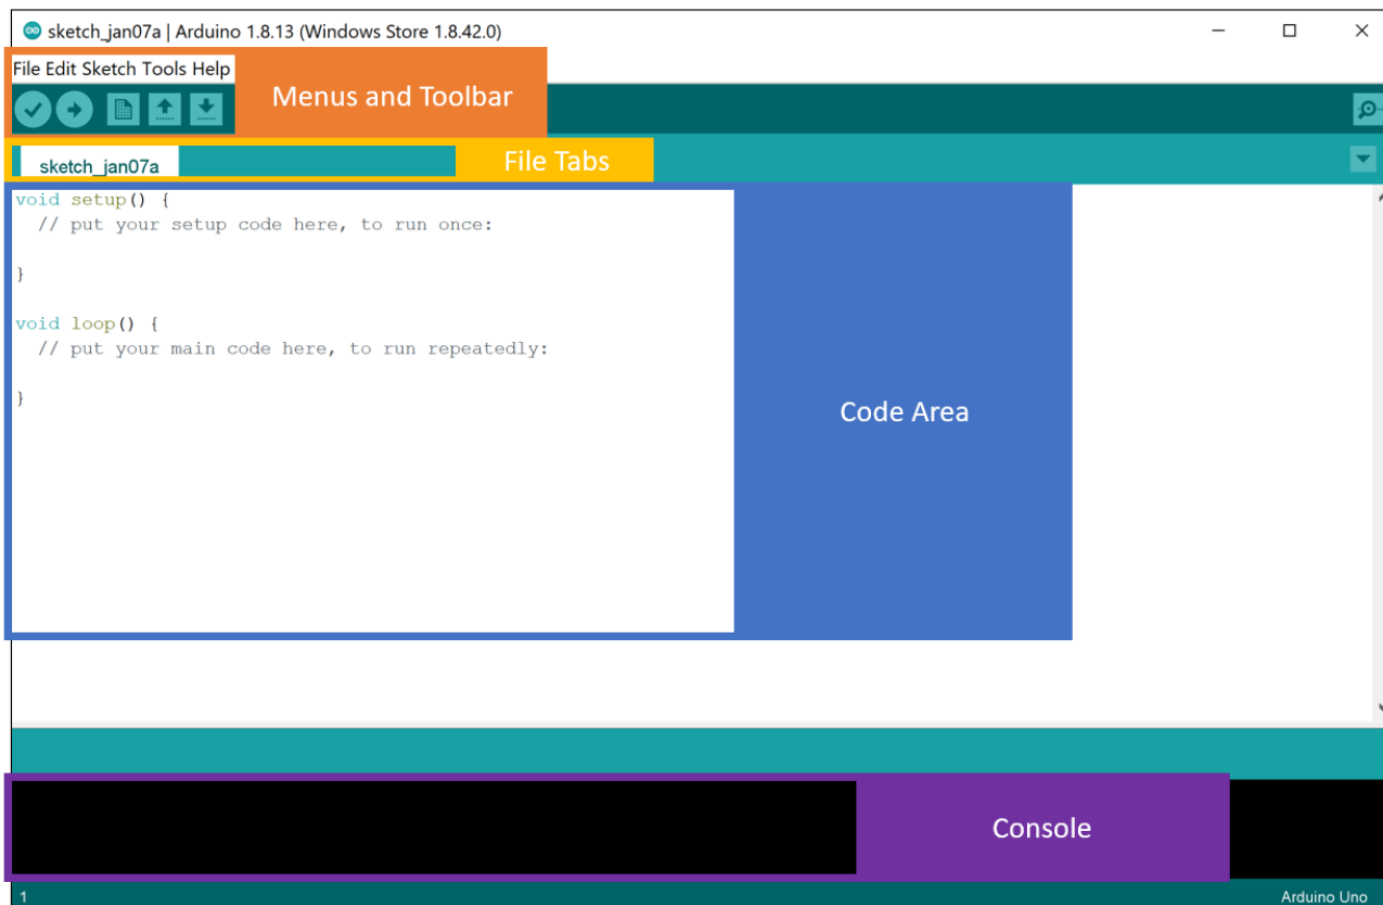 sketch_jan07a | Arduino 1.8.13 (Windows Store 1.8.42.0)
File Edit Sketch Tools Help
Menus and Toolbar
sketch_jan07a
File Tabs
void setup() {
  // put your setup code here, to run once:

}

void loop() {
  // put your main code here, to run repeatedly:

}
Code Area
Console
1
Arduino Uno